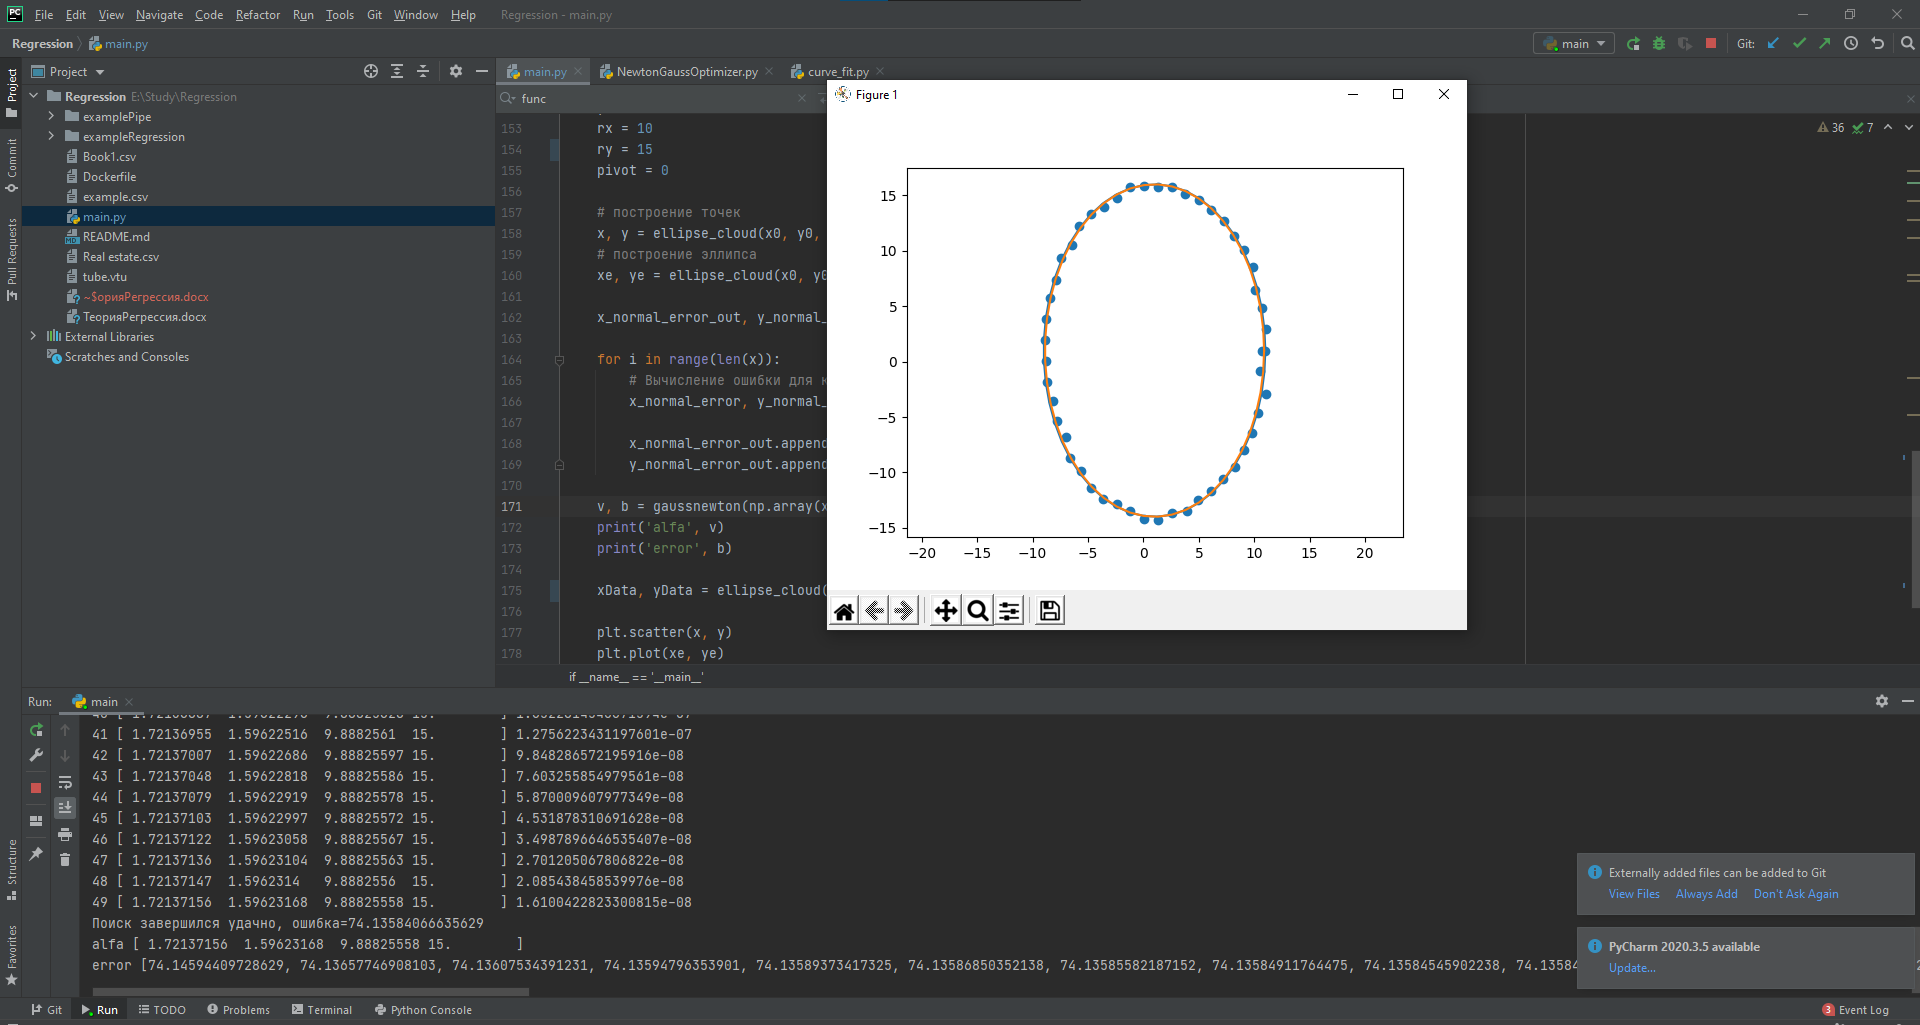 File Edit View Navigate Code Refactor Run Tools Git Window Help Regression - main.py
Regression main.py main Git:
Project
main.py NewtonGaussOptimizer.py curve_fit.py
Regression E:\Study\Regression
examplePipe
exampleRegression
Book1.csv
Dockerfile
example.csv
main.py
README.md
Real estate.csv
tube.vtu
~$орияРегрессия.docx
ТеорияРегрессия.docx
External Libraries
Scratches and Consoles
Project
Commit
Pull Requests
Structure
Favorites
func
36 7
153 rx = 10
154 ry = 15
155 pivot = 0
156
157 # построение точек
158 x, y = ellipse_cloud(x0, y0,
159 # построение эллипса
160 xe, ye = ellipse_cloud(x0, y0
161
162 x_normal_error_out, y_normal_
163
164 for i in range(len(x)):
165 # Вычисление ошибки для к
166 x_normal_error, y_normal_
167
168 x_normal_error_out.append
169 y_normal_error_out.append
170
171 v, b = gaussnewton(np.array(x
172 print('alfa', v)
173 print('error', b)
174
175 xData, yData = ellipse_cloud(
176
177 plt.scatter(x, y)
178 plt.plot(xe, ye)
if __name__ == '__main__'
Figure 1
15
10
5
0
−5
−10
−15
−20 −15 −10 −5 0 5 10 15 20
Run: main
41 [ 1.72136955 1.59622516 9.8882561 15. ] 1.2756223431197601e-07
42 [ 1.72137007 1.59622686 9.88825597 15. ] 9.848286572195916e-08
43 [ 1.72137048 1.59622818 9.88825586 15. ] 7.603255854979561e-08
44 [ 1.72137079 1.59622919 9.88825578 15. ] 5.870009607977349e-08
45 [ 1.72137103 1.59622997 9.88825572 15. ] 4.531878310691628e-08
46 [ 1.72137122 1.59623058 9.88825567 15. ] 3.4987896646535407e-08
47 [ 1.72137136 1.59623104 9.88825563 15. ] 2.701205067806822e-08
48 [ 1.72137147 1.5962314 9.8882556 15. ] 2.085438458539976e-08
49 [ 1.72137156 1.59623168 9.88825558 15. ] 1.6100422823300815e-08
Поиск завершился удачно, ошибка=74.13584066635629
alfa [ 1.72137156 1.59623168 9.88825558 15. ]
error [74.14594409728629, 74.13657746908103, 74.13607534391231, 74.13594796353901, 74.13589373417325, 74.13586850352138, 74.13585582187152, 74.13584911764475, 74.13584545902238, 74.13584
Externally added files can be added to Git
View Files Always Add Don't Ask Again
PyCharm 2020.3.5 available
Update...
Git Run TODO Problems Terminal Python Console 3 Event Log